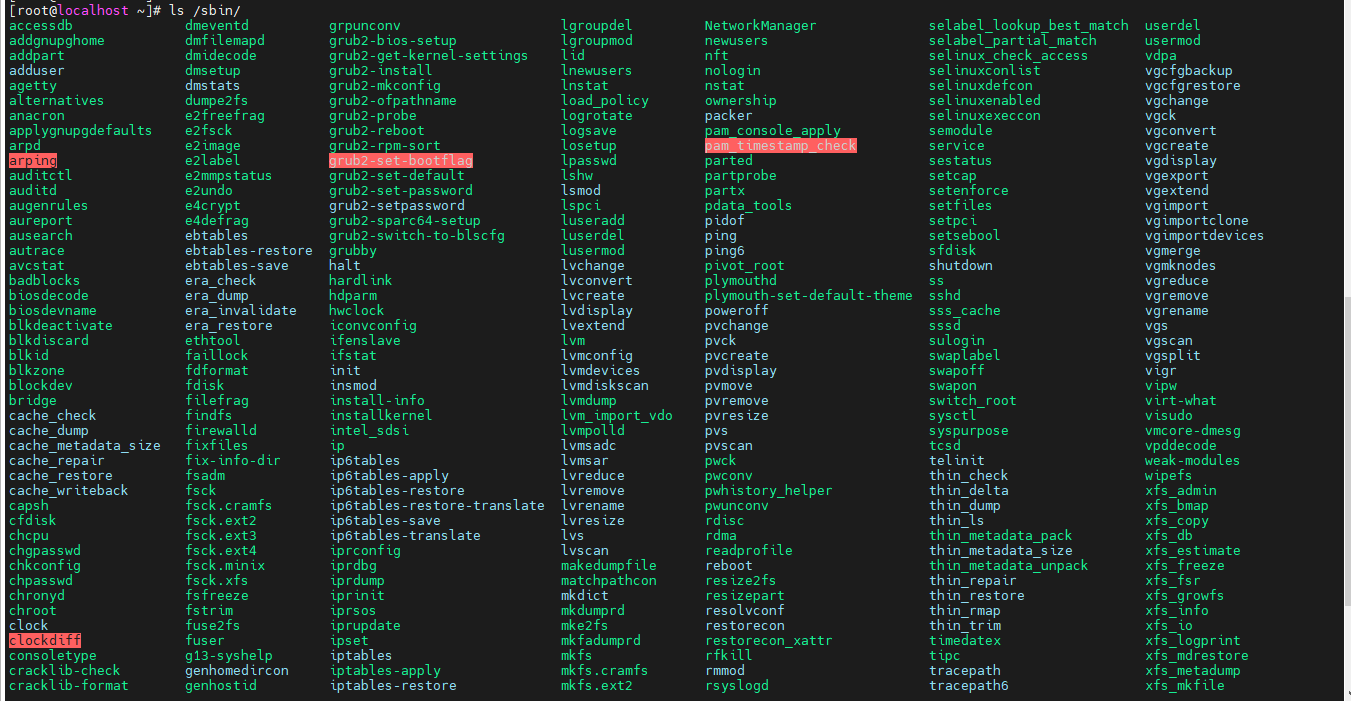 [root@localhost ~]# ls /sbin/
accessdb dmeventd grpunconv lgroupdel NetworkManager selabel_lookup_best_match userdel
addgnupghome dmfilemapd grub2-bios-setup lgroupmod newusers selabel_partial_match usermod
addpart dmidecode grub2-get-kernel-settings lid nft selinux_check_access vdpa
adduser dmsetup grub2-install lnewusers nologin selinuxconlist vgcfgbackup
agetty dmstats grub2-mkconfig lnstat nstat selinuxdefcon vgcfgrestore
alternatives dumpe2fs grub2-ofpathname load_policy ownership selinuxenabled vgchange
anacron e2freefrag grub2-probe logrotate packer selinuxexeccon vgck
applygnupgdefaults e2fsck grub2-reboot logsave pam_console_apply semodule vgconvert
arpd e2image grub2-rpm-sort losetup pam_timestamp_check service vgcreate
arping e2label grub2-set-bootflag lpasswd parted sestatus vgdisplay
auditctl e2mmpstatus grub2-set-default lshw partprobe setcap vgexport
auditd e2undo grub2-set-password lsmod partx setenforce vgextend
augenrules e4crypt grub2-setpassword lspci pdata_tools setfiles vgimport
aureport e4defrag grub2-sparc64-setup luseradd pidof setpci vgimportclone
ausearch ebtables grub2-switch-to-blscfg luserdel ping setsebool vgimportdevices
autrace ebtables-restore grubby lusermod ping6 sfdisk vgmerge
avcstat ebtables-save halt lvchange pivot_root shutdown vgmknodes
badblocks era_check hardlink lvconvert plymouthd ss vgreduce
biosdecode era_dump hdparm lvcreate plymouth-set-default-theme sshd vgremove
biosdevname era_invalidate hwclock lvdisplay poweroff sss_cache vgrename
blkdeactivate era_restore iconvconfig lvextend pvchange sssd vgs
blkdiscard ethtool ifenslave lvm pvck sulogin vgscan
blkid faillock ifstat lvmconfig pvcreate swaplabel vgsplit
blkzone fdformat init lvmdevices pvdisplay swapoff vigr
blockdev fdisk insmod lvmdiskscan pvmove swapon vipw
bridge filefrag install-info lvmdump pvremove switch_root virt-what
cache_check findfs installkernel lvm_import_vdo pvresize sysctl visudo
cache_dump firewalld intel_sdsi lvmpolld pvs syspurpose vmcore-dmesg
cache_metadata_size fixfiles ip lvmsadc pvscan tcsd vpddecode
cache_repair fix-info-dir ip6tables lvmsar pwck telinit weak-modules
cache_restore fsadm ip6tables-apply lvreduce pwconv thin_check wipefs
cache_writeback fsck ip6tables-restore lvremove pwhistory_helper thin_delta xfs_admin
capsh fsck.cramfs ip6tables-restore-translate lvrename pwunconv thin_dump xfs_bmap
cfdisk fsck.ext2 ip6tables-save lvresize rdisc thin_ls xfs_copy
chcpu fsck.ext3 ip6tables-translate lvs rdma thin_metadata_pack xfs_db
chgpasswd fsck.ext4 iprconfig lvscan readprofile thin_metadata_size xfs_estimate
chkconfig fsck.minix iprdbg makedumpfile reboot thin_metadata_unpack xfs_freeze
chpasswd fsck.xfs iprdump matchpathcon resize2fs thin_repair xfs_fsr
chronyd fsfreeze iprinit mkdict resizepart thin_restore xfs_growfs
chroot fstrim iprsos mkdumprd resolvconf thin_rmap xfs_info
clock fuse2fs iprupdate mke2fs restorecon thin_trim xfs_io
clockdiff fuser ipset mkfadumprd restorecon_xattr timedatex xfs_logprint
consoletype g13-syshelp iptables mkfs rfkill tipc xfs_mdrestore
cracklib-check genhomedircon iptables-apply mkfs.cramfs rmmod tracepath xfs_metadump
cracklib-format genhostid iptables-restore mkfs.ext2 rsyslogd tracepath6 xfs_mkfile